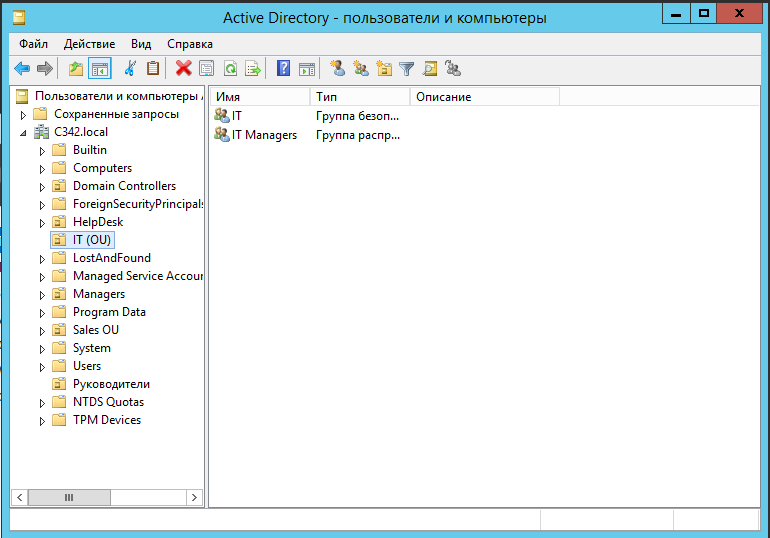 Active Directory - пользователи и компьютеры
Файл Действие Вид Справка
Имя Тип Описание
Пользователи и компьютеры
Сохраненные запросы
C342.local
Builtin
Computers
Domain Controllers
ForeignSecurityPrincipals
HelpDesk
IT (OU)
LostAndFound
Managed Service Accour
Managers
Program Data
Sales OU
System
Users
Руководители
NTDS Quotas
TPM Devices
IT Группа безоп...
IT Managers Группа распр...